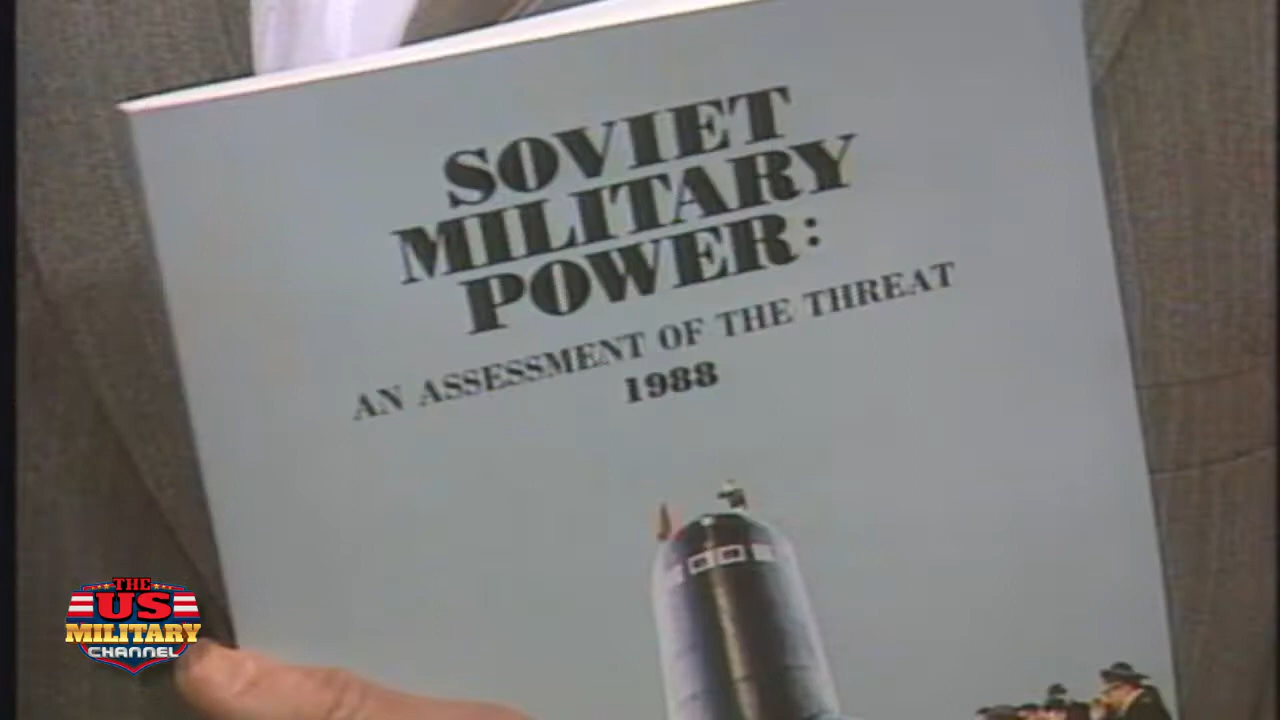 SOVIET
MILITARY
POWER:
AN ASSESSMENT OF THE THREAT
1988
THE
US
MILITARY
CHANNEL